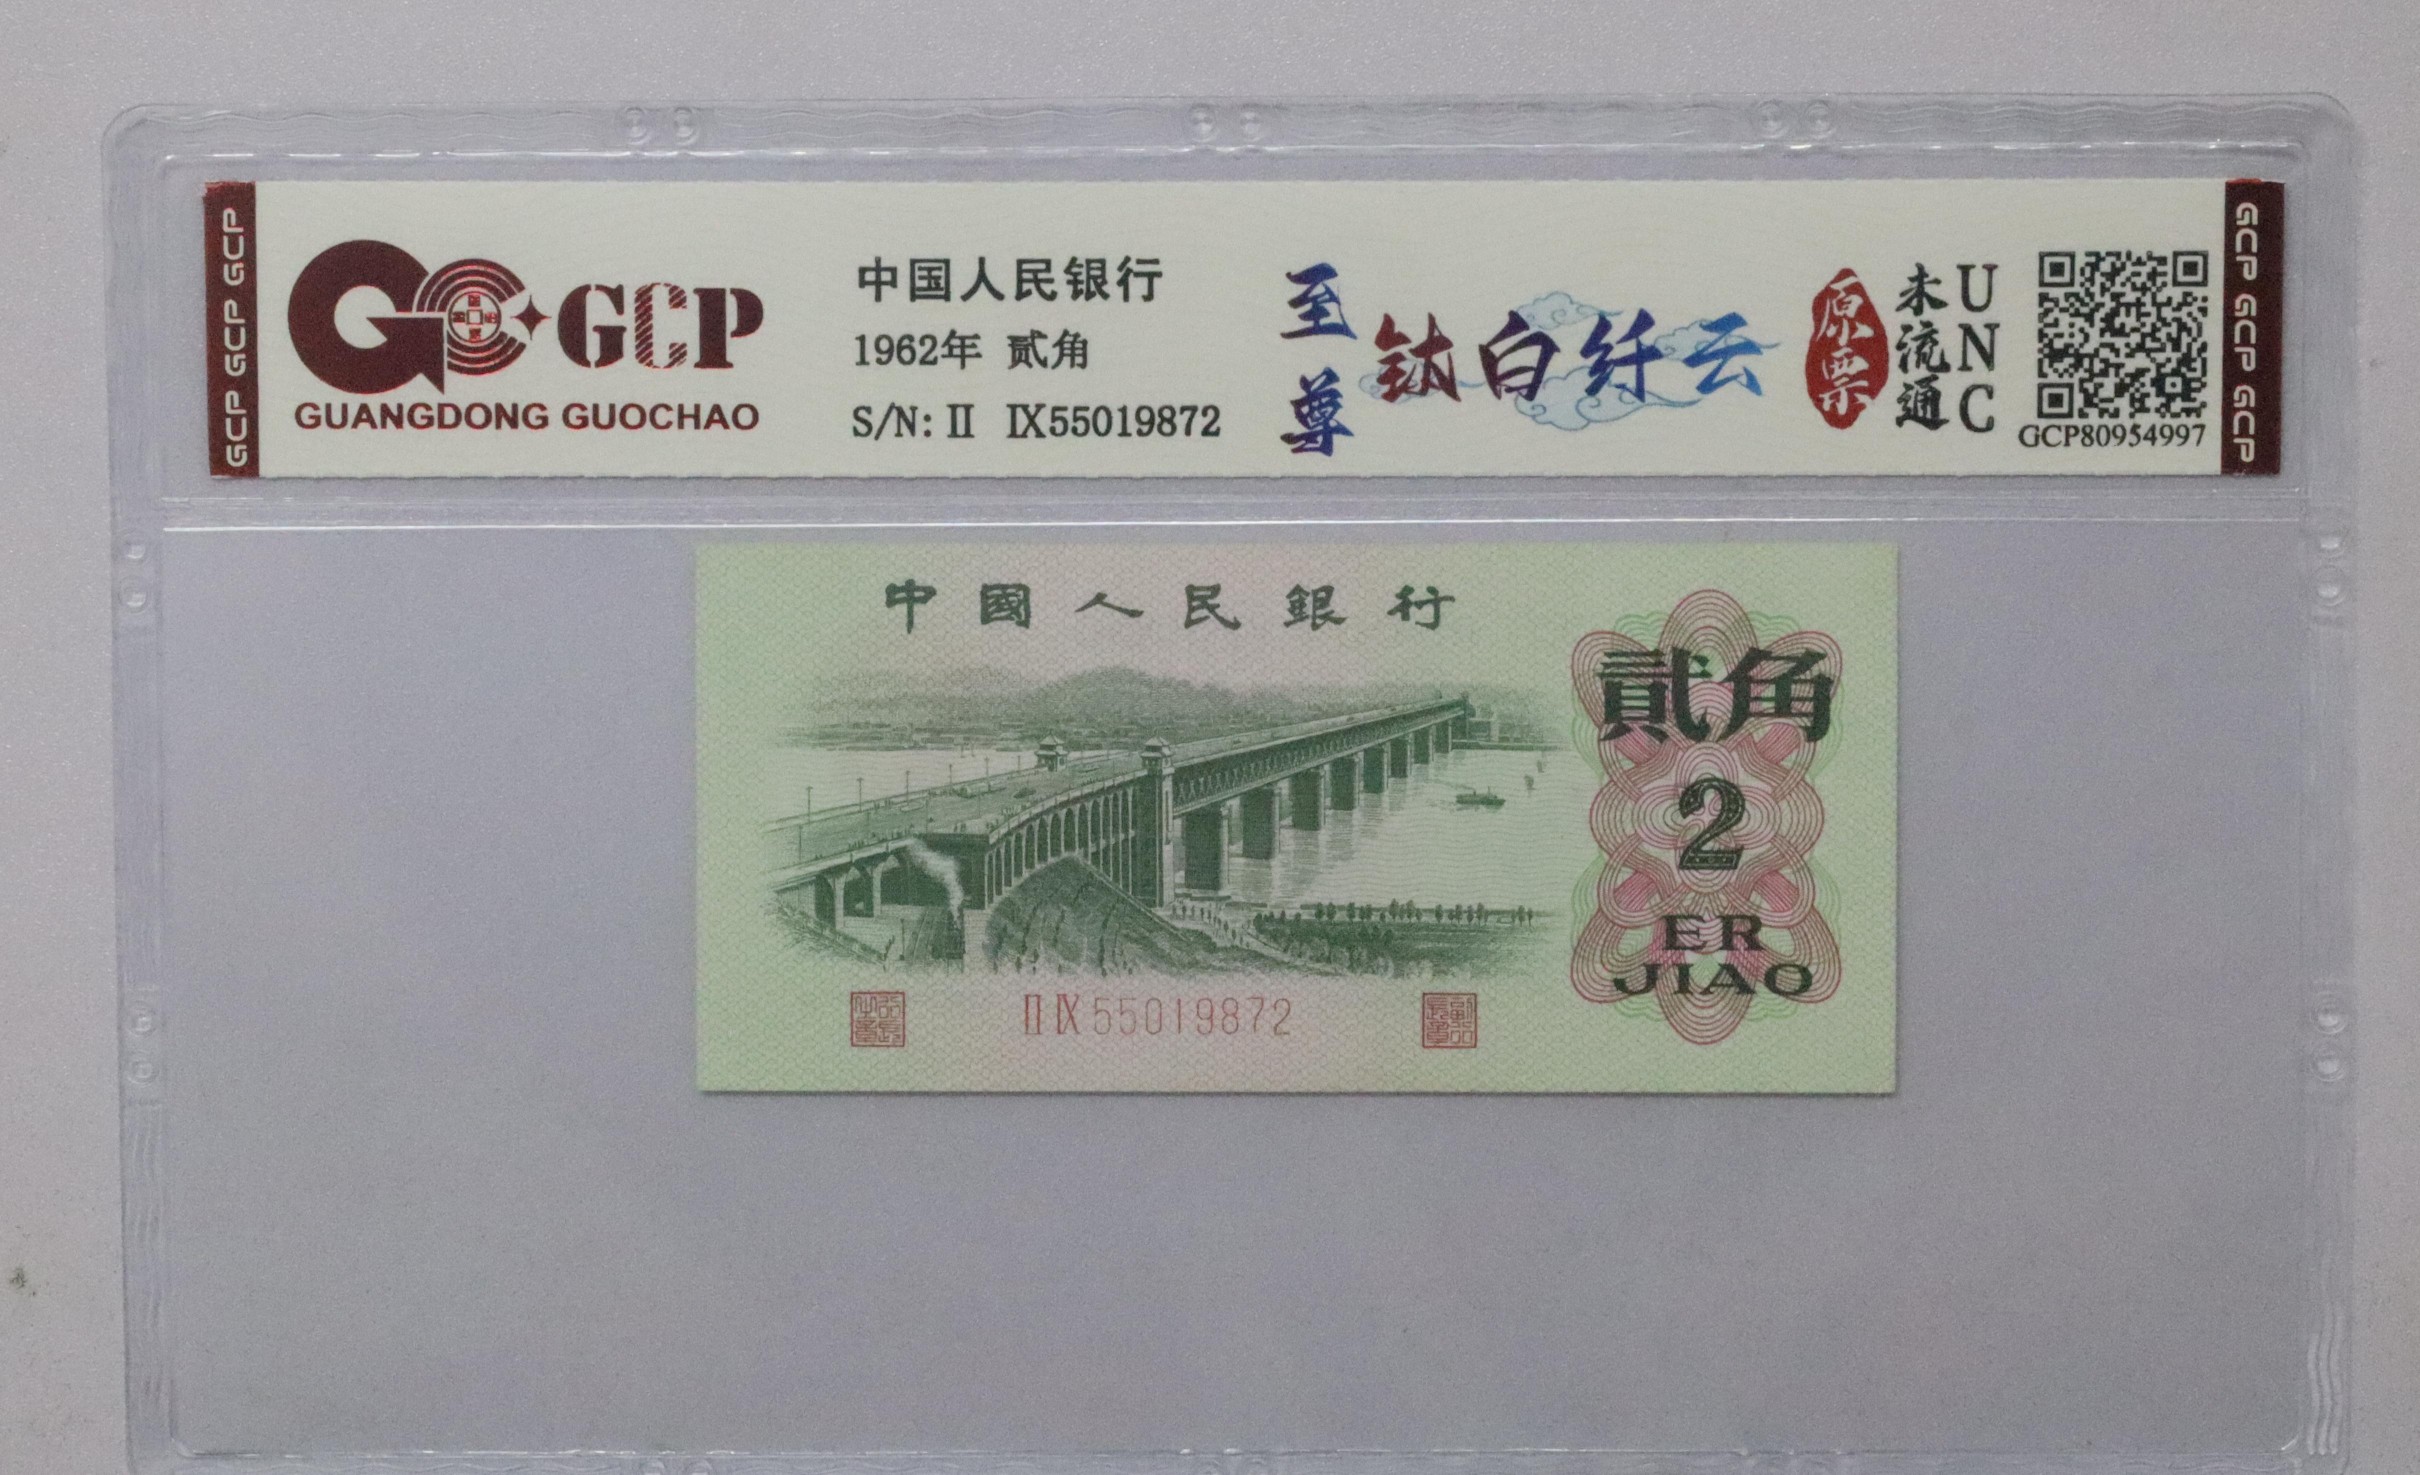 GCP GCP GCP
GCP
GUANGDONG GUOCHAO
中国人民银行
1962年 贰角
S/N: Ⅱ Ⅸ55019872
至尊
钛白纤云
原票
未流通
UNC
GCP80954997
GCP GCP GCP
中國人民銀行
貳角
2
ER
JIAO
ⅡⅨ55019872